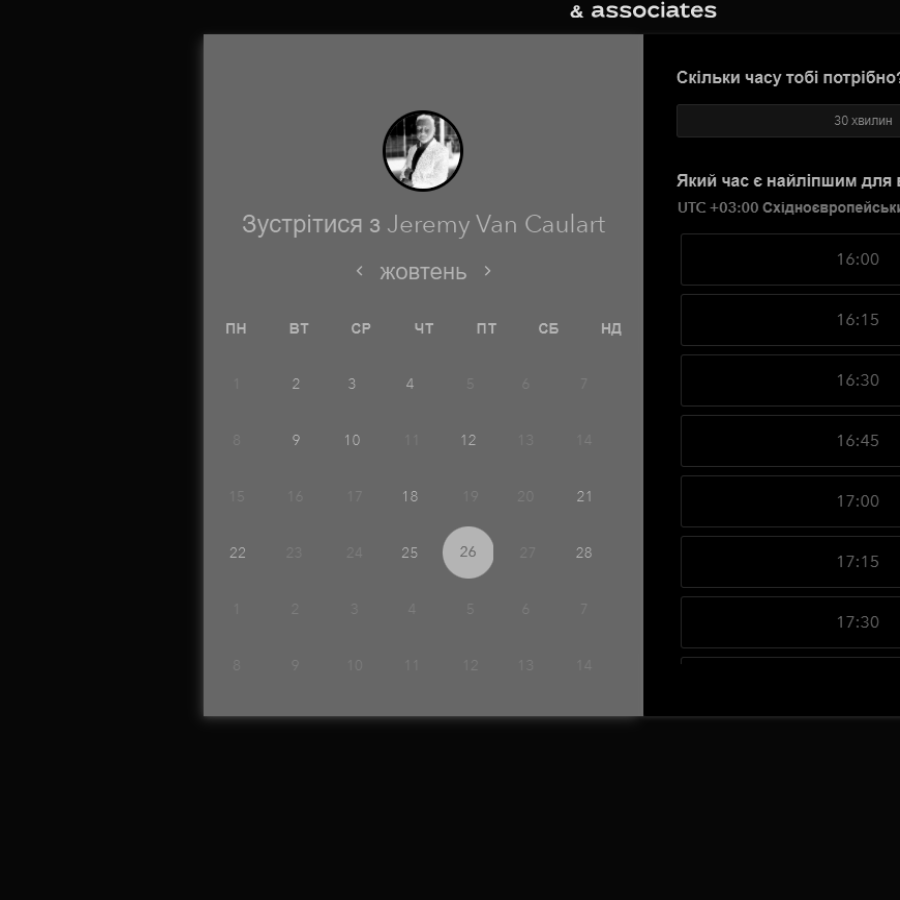 & associates
Зустрітися з Jeremy Van Caulart
жовтень
ПН ВТ СР ЧТ ПТ СБ НД
1 2 3 4 5 6 7
8 9 10 11 12 13 14
15 16 17 18 19 20 21
22 23 24 25 26 27 28
1 2 3 4 5 6 7
8 9 10 11 12 13 14
Скільки часу тобі потрібно?
30 хвилин
Який час є найліпшим для
UTC +03:00
16:00
16:15
16:30
16:45
17:00
17:15
17:30